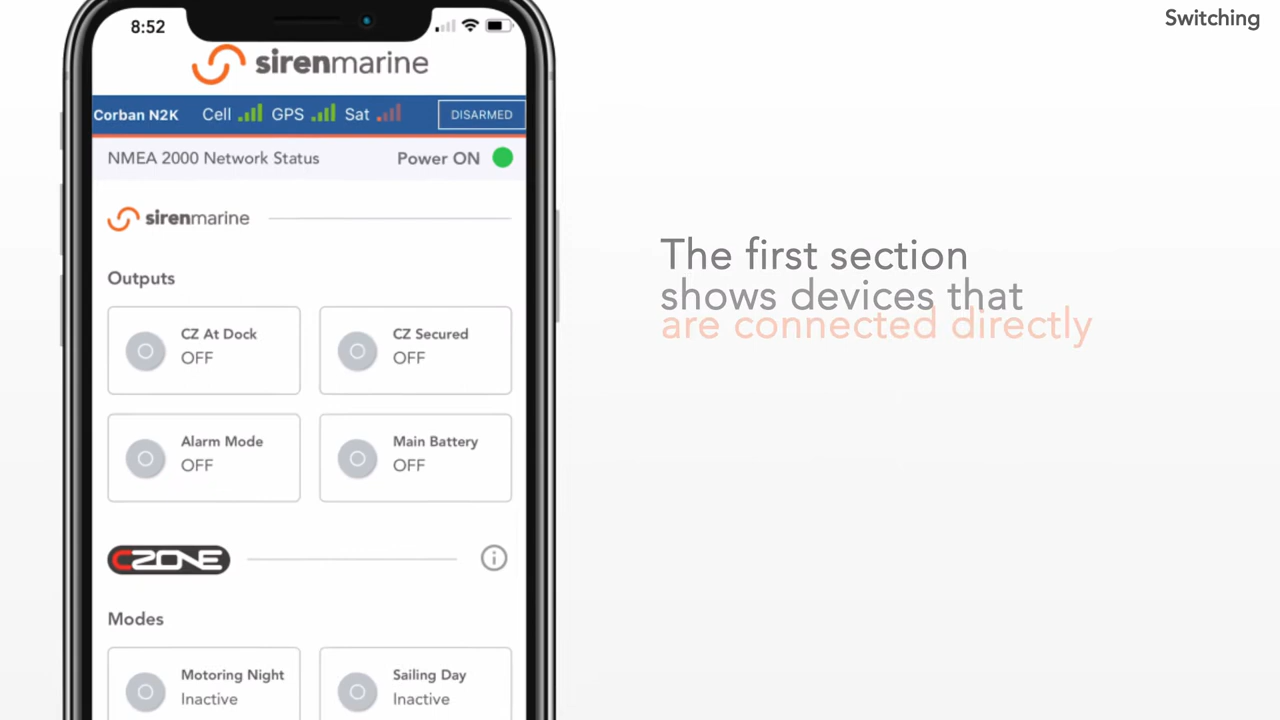 Switching
8:52
sirenmarine
Corban N2K Cell GPS Sat DISARMED
NMEA 2000 Network Status Power ON
sirenmarine
Outputs
CZ At Dock
OFF
CZ Secured
OFF
Alarm Mode
OFF
Main Battery
OFF
CZONE
Modes
Motoring Night
Inactive
Sailing Day
Inactive
The first section
shows devices that
are connected directly